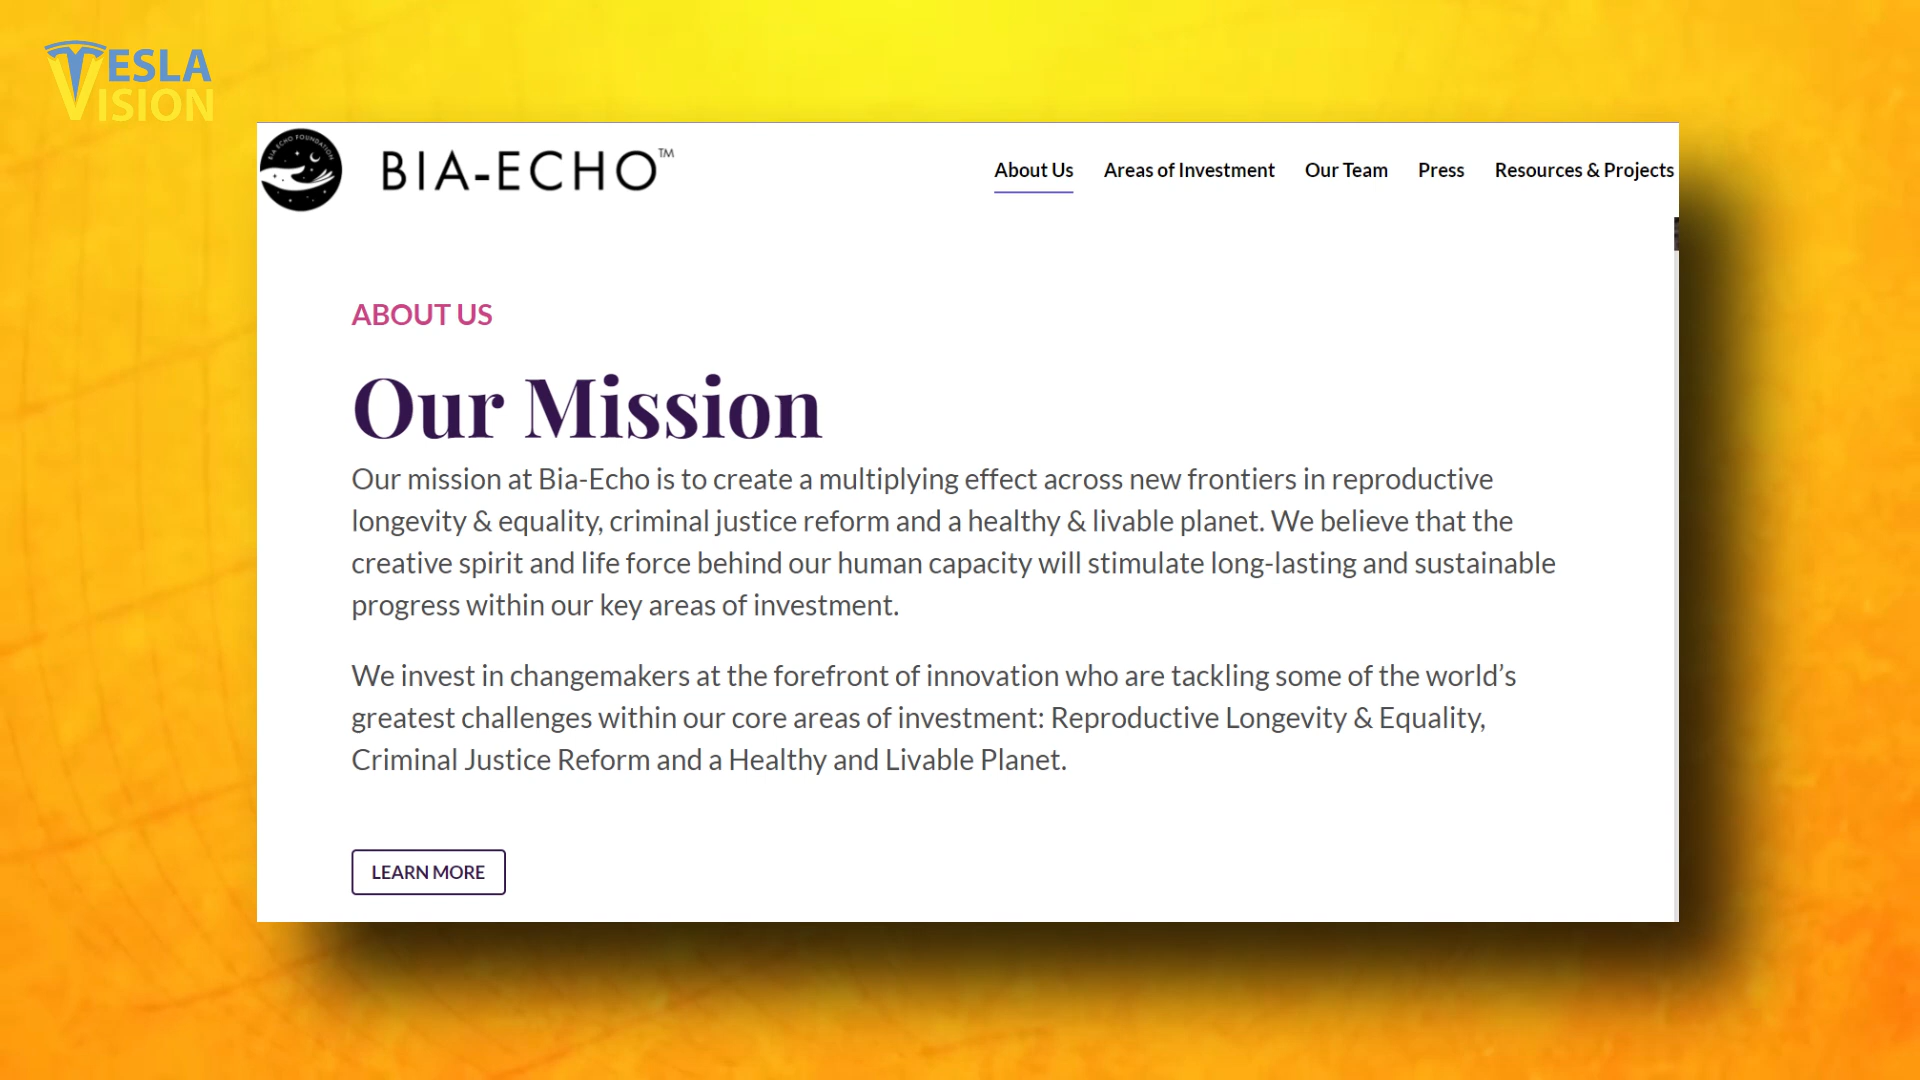 TESLA
VISION
BIA ECHO FOUNDATION
BIA-ECHO™
About Us Areas of Investment Our Team Press Resources & Projects
ABOUT US
Our Mission
Our mission at Bia-Echo is to create a multiplying effect across new frontiers in reproductive
longevity & equality, criminal justice reform and a healthy & livable planet. We believe that the
creative spirit and life force behind our human capacity will stimulate long-lasting and sustainable
progress within our key areas of investment.
We invest in changemakers at the forefront of innovation who are tackling some of the world’s
greatest challenges within our core areas of investment: Reproductive Longevity & Equality,
Criminal Justice Reform and a Healthy and Livable Planet.
LEARN MORE